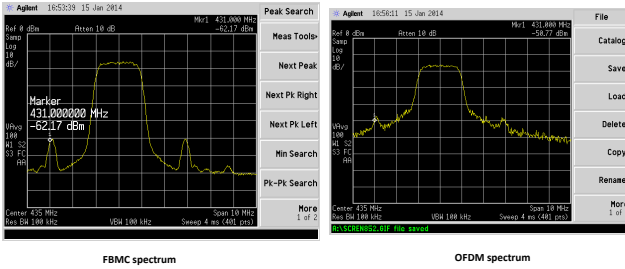 Agilent 16:53:39 15 Jan 2014
Peak Search
Mkr1 431.000 MHz
Ref 0 dBm Atten 10 dB -62.17 dBm
Samp
Log
10
dB/
Marker
431.000000 MHz
-62.17 dBm
VAvg
100
W1 S2
S3 FC
AA
Center 435 MHz Span 10 MHz
Res BW 100 kHz VBW 100 kHz Sweep 4 ms (401 pts)
Meas Tools▸
Next Peak
Next Pk Right
Next Pk Left
Min Search
Pk-Pk Search
More
1 of 2
FBMC spectrum
Agilent 16:56:11 15 Jan 2014
File
Mkr1 431.000 MHz
Ref 0 dBm Atten 10 dB -50.77 dBm
Samp
Log
10
dB/
VAvg
100
W1 S2
S3 FC
AA
Center 435 MHz Span 10 MHz
Res BW 100 kHz VBW 100 kHz Sweep 4 ms (401 pts)
A:\SCREN852.GIF file saved
Catalog
Save
Load
Delete
Copy
Rename
More
1 of
OFDM spectrum